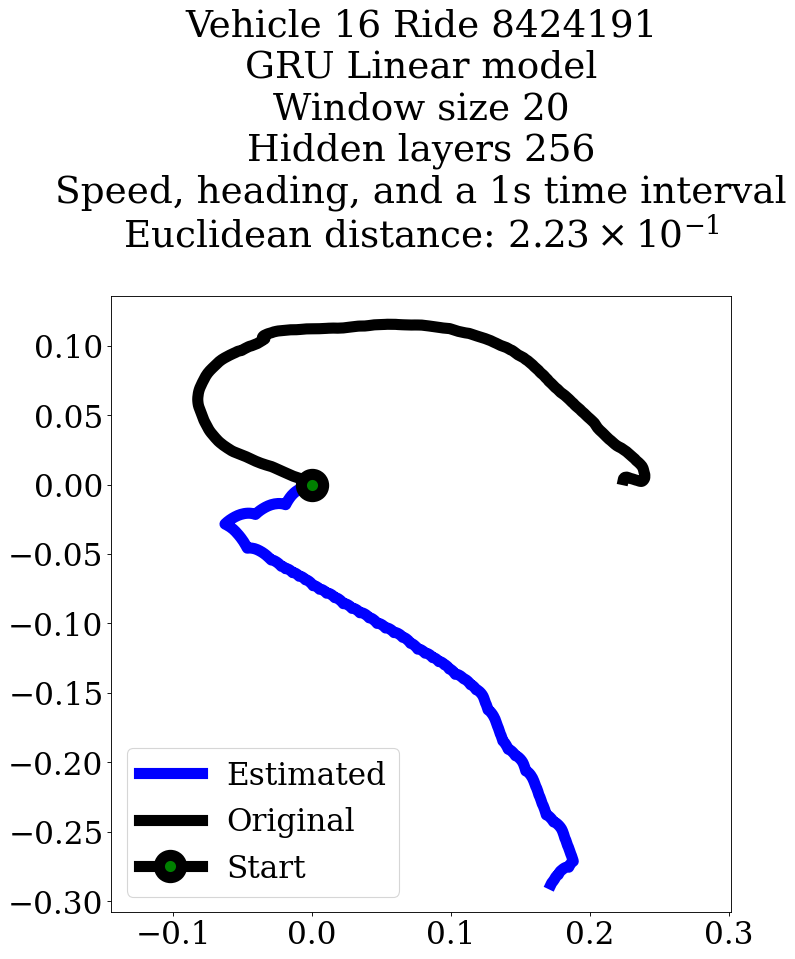 Vehicle 16 Ride 8424191
GRU Linear model
Window size 20
Hidden layers 256
Speed, heading, and a 1s time interval
Euclidean distance: 2.23 × 10⁻¹
0.10
0.05
0.00
−0.05
−0.10
−0.15
−0.20
−0.25
−0.30
Estimated
Original
Start
−0.1
0.0
0.1
0.2
0.3